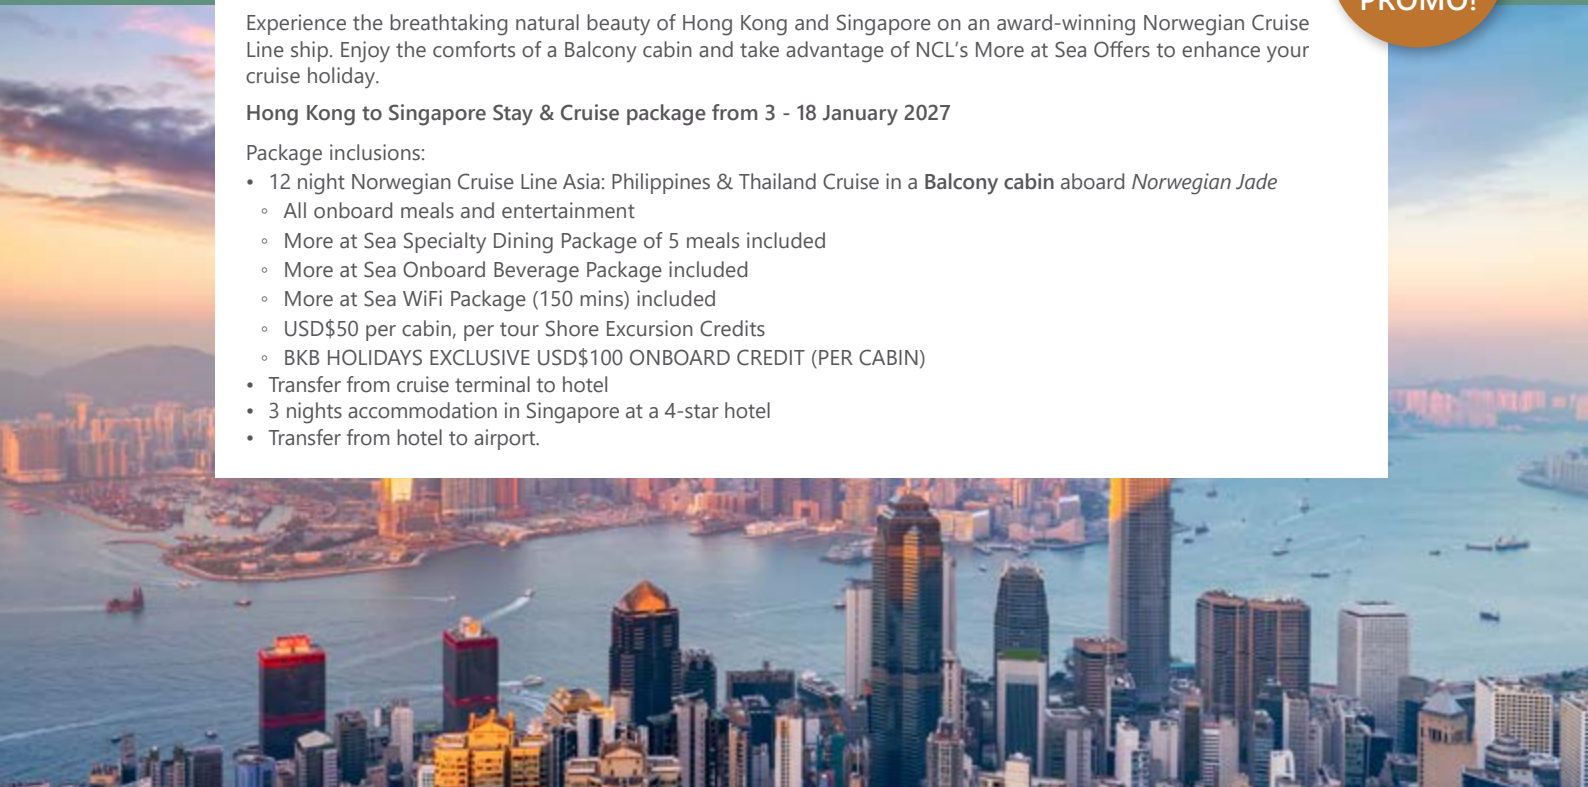 PROMO!
Experience the breathtaking natural beauty of Hong Kong and Singapore on an award-winning Norwegian Cruise
Line ship. Enjoy the comforts of a Balcony cabin and take advantage of NCL’s More at Sea Offers to enhance your
cruise holiday.
Hong Kong to Singapore Stay & Cruise package from 3 - 18 January 2027
Package inclusions:
• 12 night Norwegian Cruise Line Asia: Philippines & Thailand Cruise in a Balcony cabin aboard Norwegian Jade
◦ All onboard meals and entertainment
◦ More at Sea Specialty Dining Package of 5 meals included
◦ More at Sea Onboard Beverage Package included
◦ More at Sea WiFi Package (150 mins) included
◦ USD$50 per cabin, per tour Shore Excursion Credits
◦ BKB HOLIDAYS EXCLUSIVE USD$100 ONBOARD CREDIT (PER CABIN)
• Transfer from cruise terminal to hotel
• 3 nights accommodation in Singapore at a 4-star hotel
• Transfer from hotel to airport.